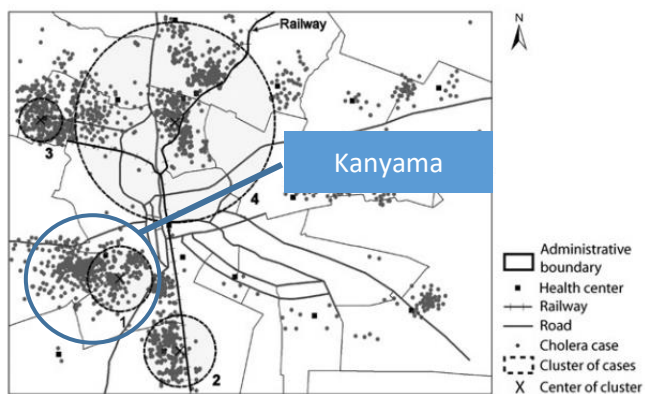 Railway
N
Kanyama
3
4
1
2
Administrative
boundary
Health center
Railway
Road
Cholera case
Cluster of cases
Center of cluster